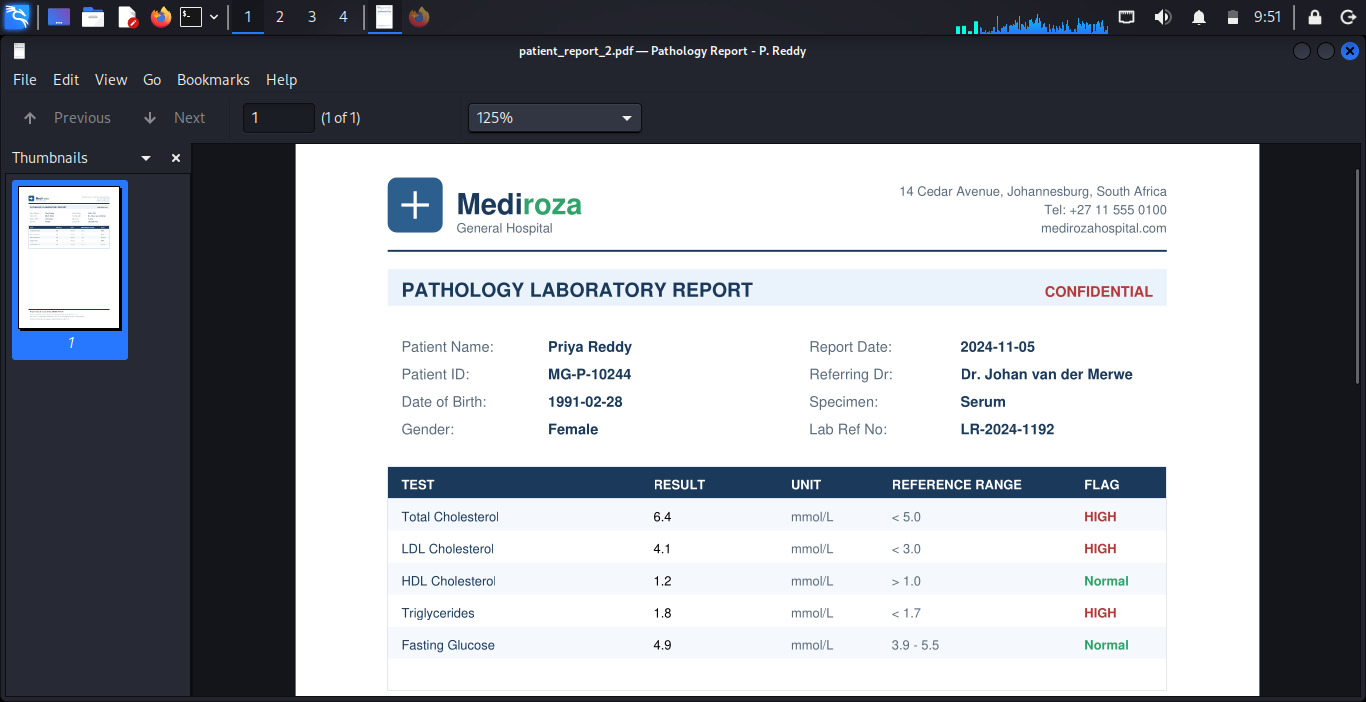 1 2 3 4 9:51
patient_report_2.pdf — Pathology Report - P. Reddy
File Edit View Go Bookmarks Help
Previous Next 1 (1 of 1) 125%
Thumbnails
1
Mediroza
General Hospital
14 Cedar Avenue, Johannesburg, South Africa
Tel: +27 11 555 0100
medirozahospital.com
PATHOLOGY LABORATORY REPORT CONFIDENTIAL
Patient Name: Priya Reddy Report Date: 2024-11-05
Patient ID: MG-P-10244 Referring Dr: Dr. Johan van der Merwe
Date of Birth: 1991-02-28 Specimen: Serum
Gender: Female Lab Ref No: LR-2024-1192
TEST RESULT UNIT REFERENCE RANGE FLAG
Total Cholesterol 6.4 mmol/L < 5.0 HIGH
LDL Cholesterol 4.1 mmol/L < 3.0 HIGH
HDL Cholesterol 1.2 mmol/L > 1.0 Normal
Triglycerides 1.8 mmol/L < 1.7 HIGH
Fasting Glucose 4.9 mmol/L 3.9 - 5.5 Normal